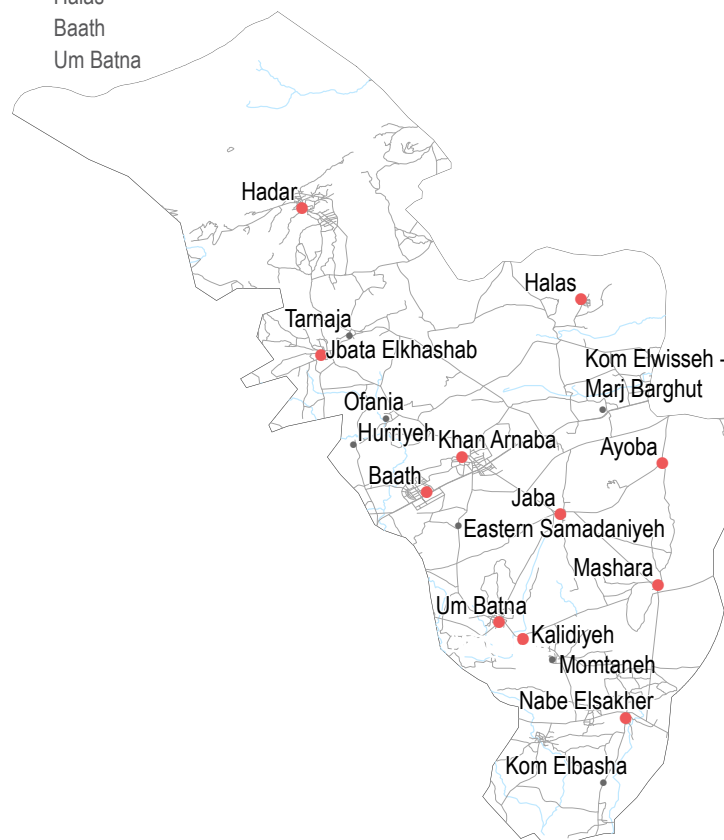 Halas
Baath
Um Batna
Hadar
Halas
Tarnaja
Jbata Elkhashab
Kom Elwisseh -
Marj Barghut
Ofania
Hurriyeh
Khan Arnaba
Ayoba
Baath
Jaba
Eastern Samadaniyeh
Mashara
Um Batna
Kalidiyeh
Momtaneh
Nabe Elsakher
Kom Elbasha